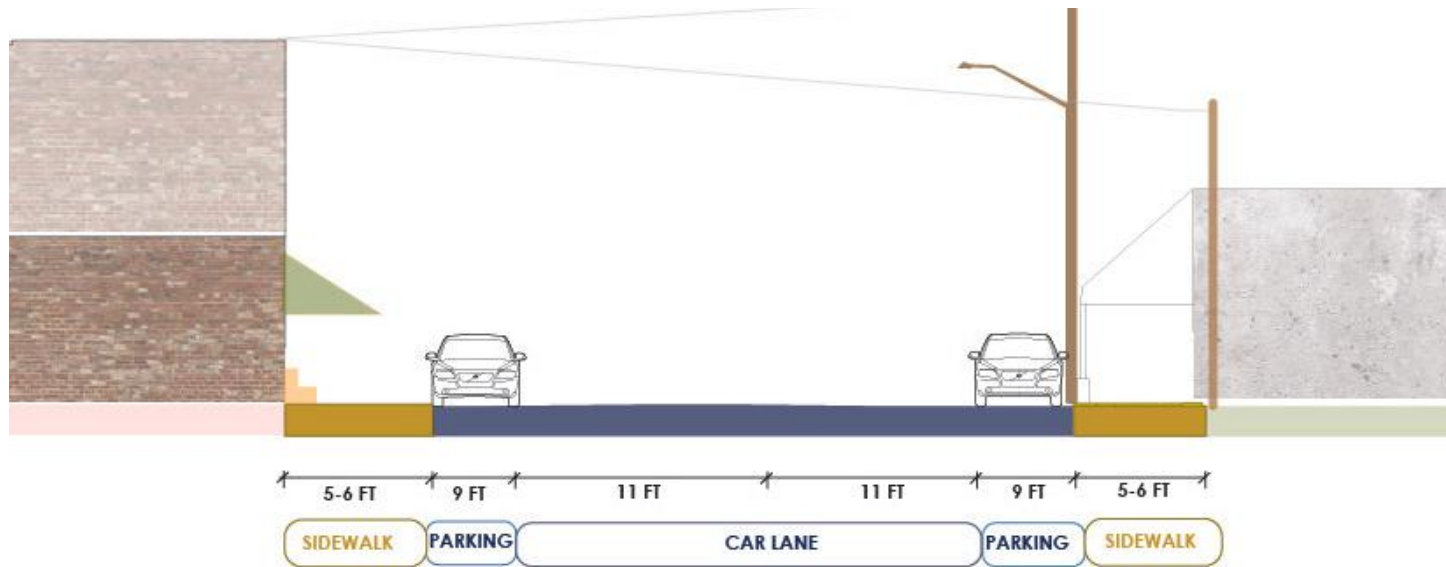 5-6 FT
9 FT
11 FT
11 FT
9 FT
5-6 FT
SIDEWALK
PARKING
CAR LANE
PARKING
SIDEWALK